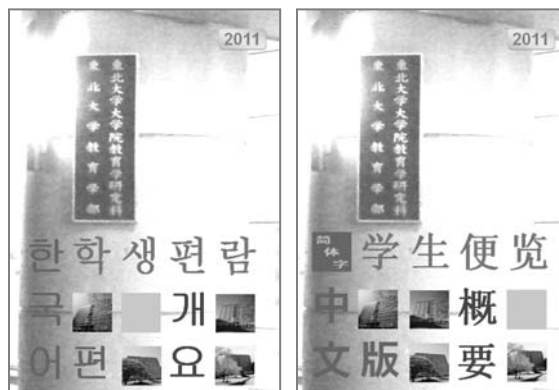 2011
東北大学大学院教育学研究科
東北大学教育学部
한학생편람
국 개
어편 요
2011
東北大学大学院教育学研究科
東北大学教育学部
简体字 学生便览
中 概
文版 要